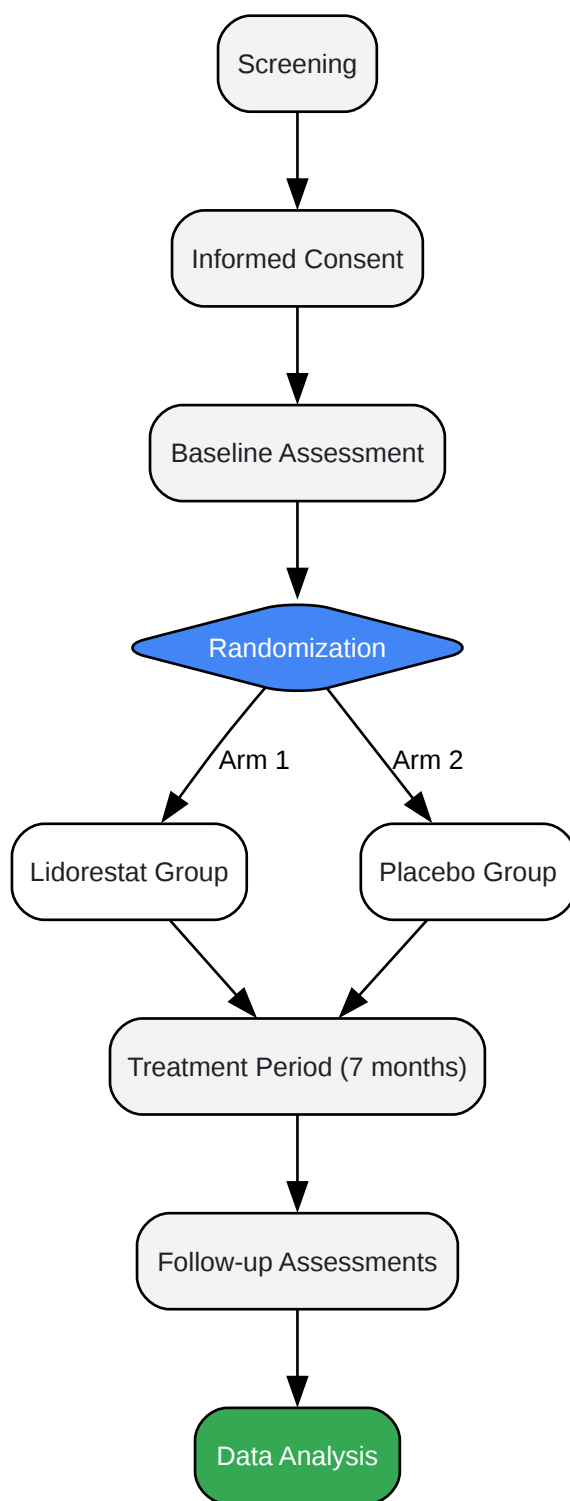 Screening
Informed Consent
Baseline Assessment
Randomization
Arm 1
Arm 2
Lidorestat Group
Placebo Group
Treatment Period (7 months)
Follow-up Assessments
Data Analysis